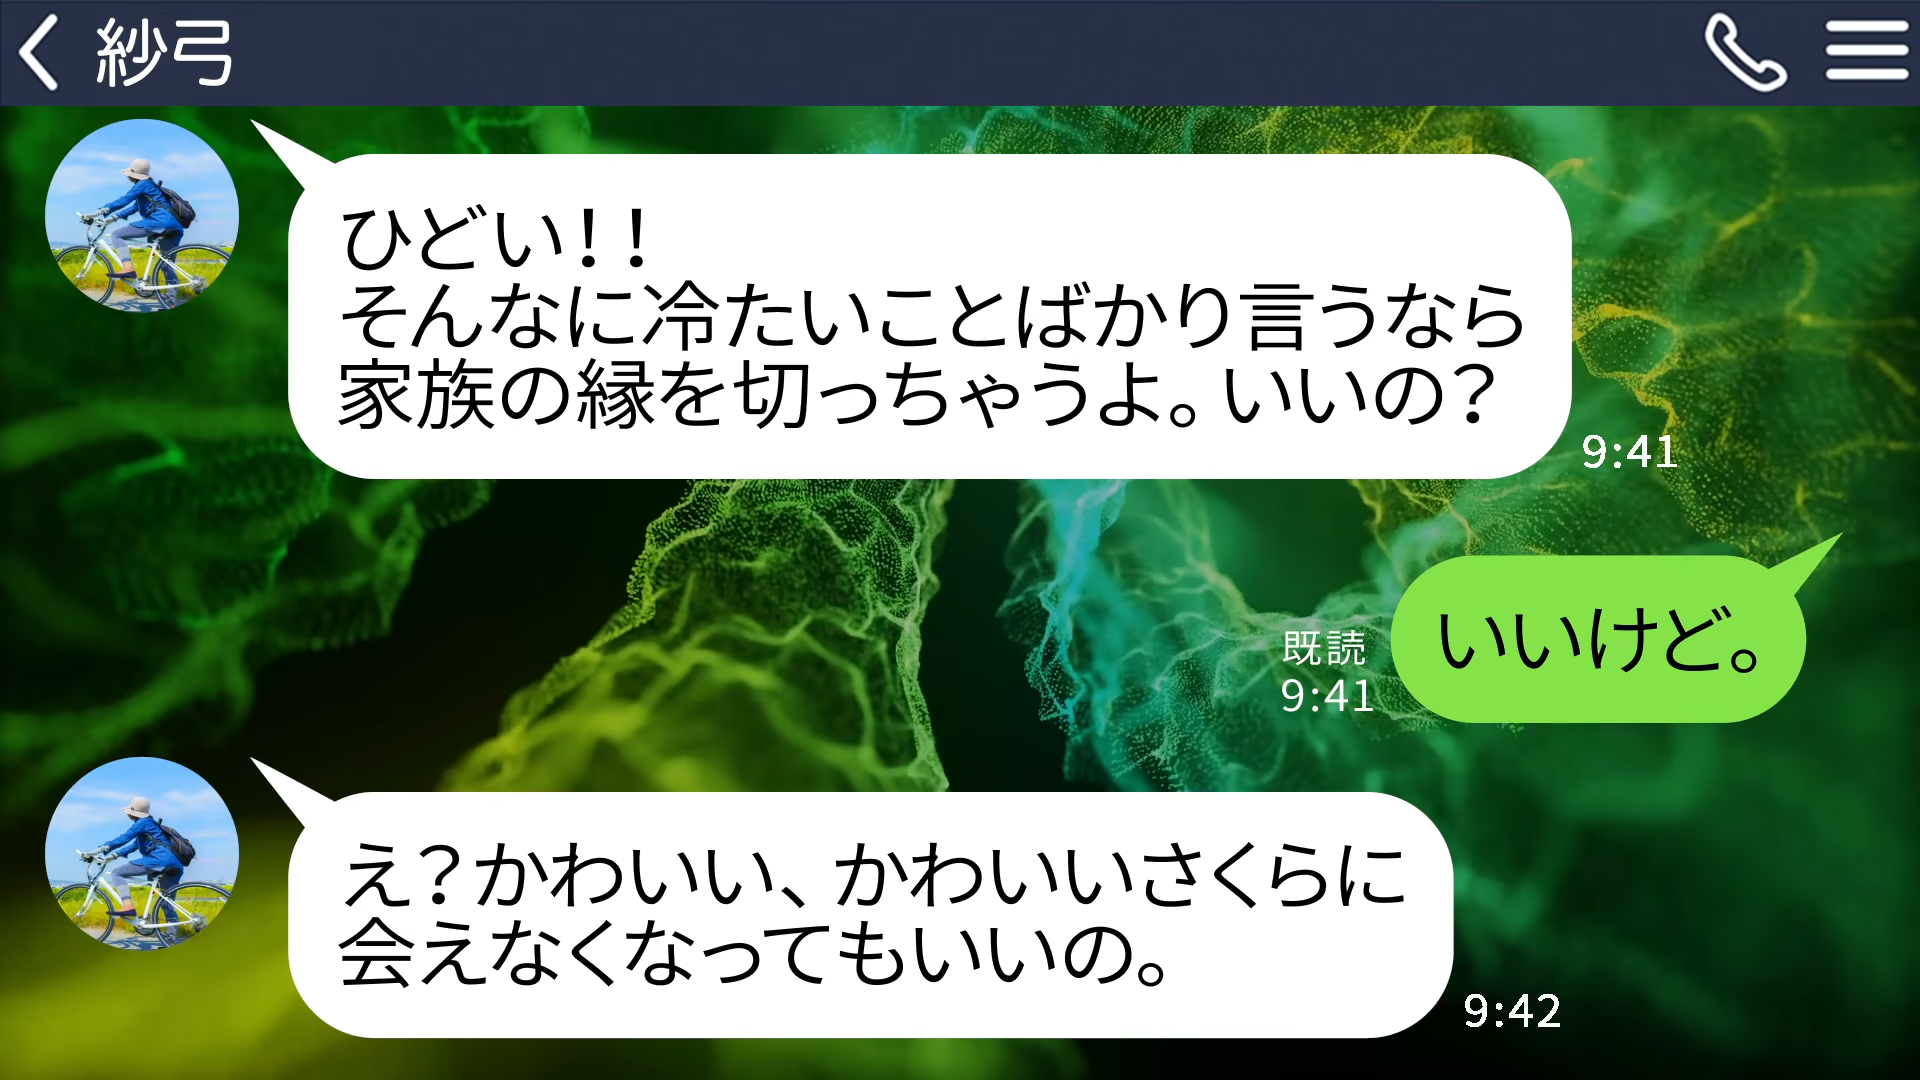 紗弓
ひどい！！
そんなに冷たいことばかり言うなら
家族の縁を切っちゃうよ。いいの？
9:41
いいけど。
既読
9:41
え？かわいい、かわいいさくらに
会えなくなってもいいの。
9:42